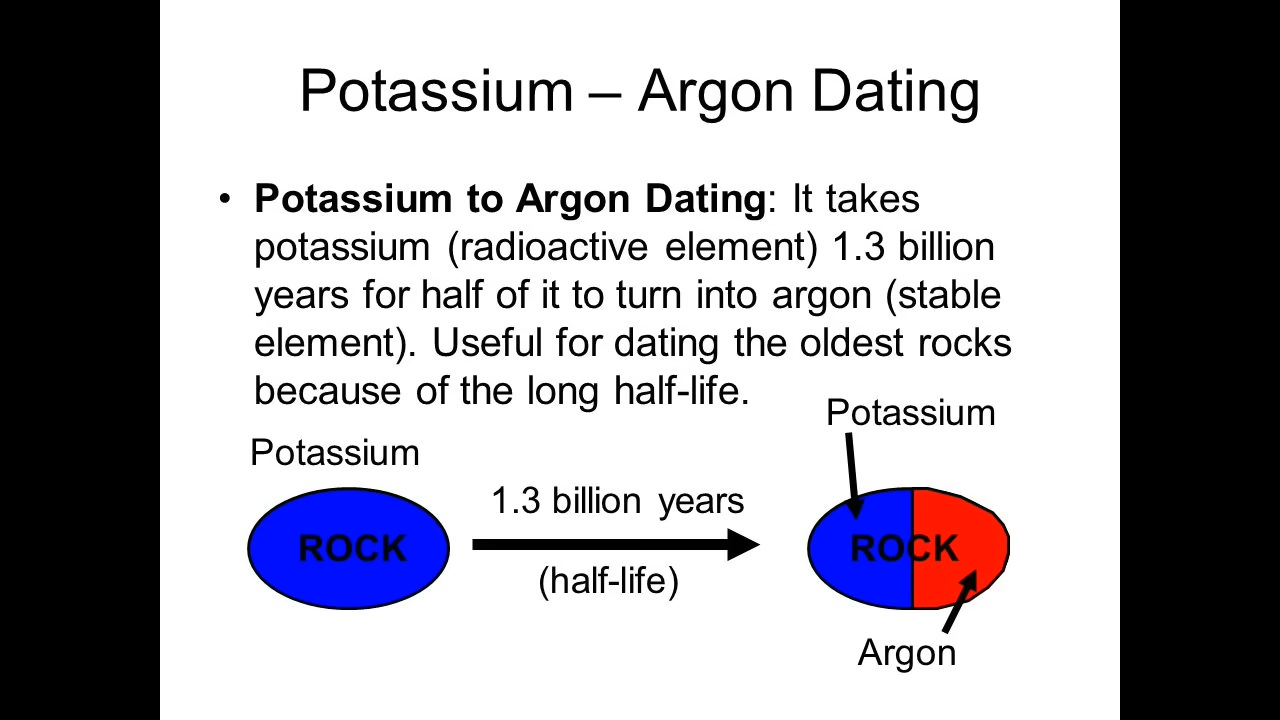 Potassium – Argon Dating
• Potassium to Argon Dating: It takes
potassium (radioactive element) 1.3 billion
years for half of it to turn into argon (stable
element). Useful for dating the oldest rocks
because of the long half-life.
Potassium
Potassium
1.3 billion years
ROCK
ROCK
(half-life)
Argon